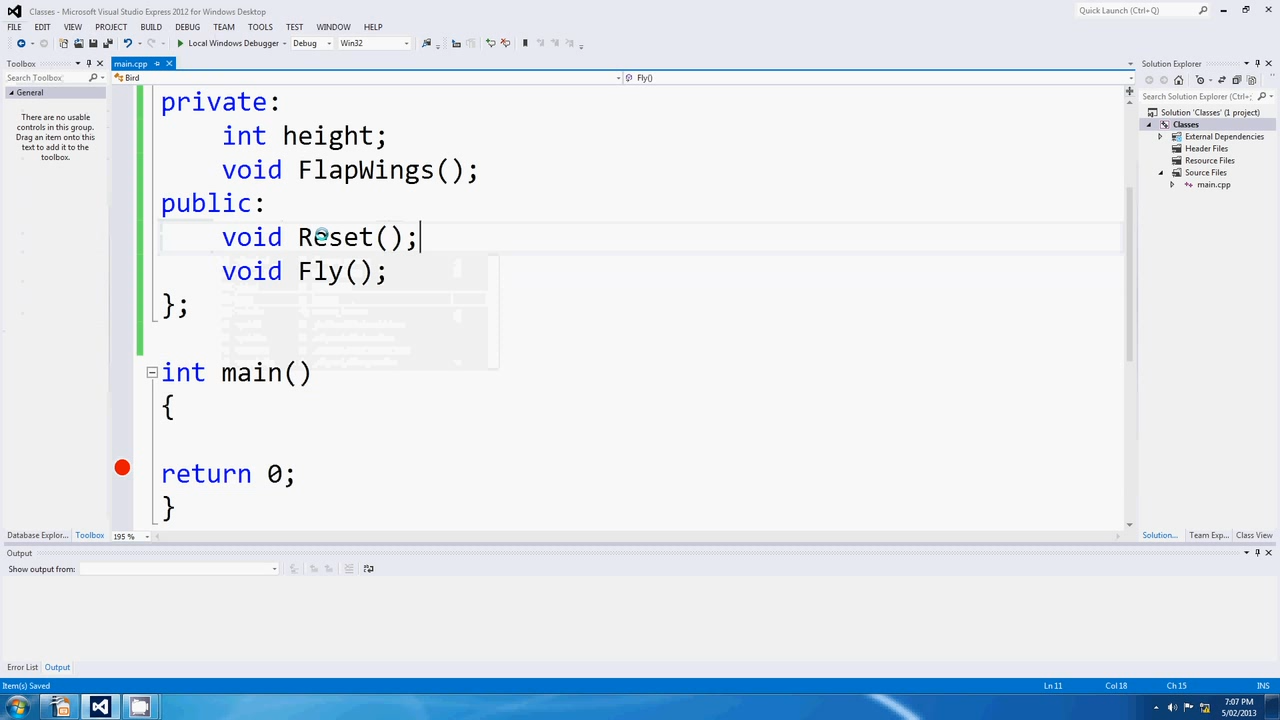 Classes - Microsoft Visual Studio Express 2012 for Windows Desktop
Quick Launch (Ctrl+Q)
FILE EDIT VIEW PROJECT BUILD DEBUG TEAM TOOLS TEST WINDOW HELP
Local Windows Debugger Debug Win32
Toolbox
main.cpp
Solution Explorer
Search Toolbox
Bird
Fly()
General
Search Solution Explorer (Ctrl+;
There are no usable
controls in this group.
Drag an item onto this
text to add it to the
toolbox.
Solution 'Classes' (1 project)
Classes
External Dependencies
Header Files
Resource Files
Source Files
main.cpp
private:
int height;
void FlapWings();
public:
void Reset();
void Fly();
};
int main()
{
return 0;
}
Database Explor... Toolbox
195 %
Solution... Team Exp... Class View
Output
Show output from:
Error List Output
Item(s) Saved
Ln 11 Col 18 Ch 15 INS
7:07 PM
5/02/2013